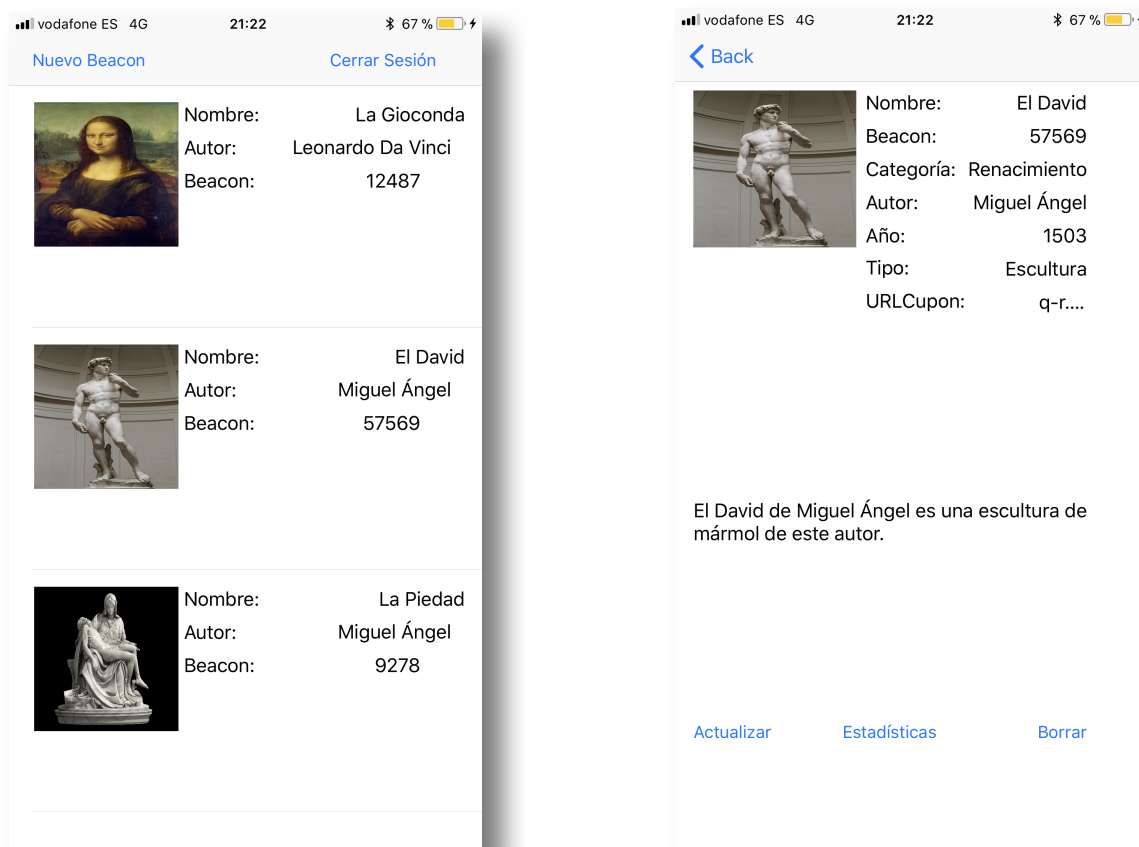 vodafone ES 4G 21:22 67 %
Nuevo Beacon Cerrar Sesión
Nombre: La Gioconda
Autor: Leonardo Da Vinci
Beacon: 12487
Nombre: El David
Autor: Miguel Ángel
Beacon: 57569
Nombre: La Piedad
Autor: Miguel Ángel
Beacon: 9278
vodafone ES 4G 21:22 67 %
Back
Nombre: El David
Beacon: 57569
Categoría: Renacimiento
Autor: Miguel Ángel
Año: 1503
Tipo: Escultura
URLCupon: q-r....
El David de Miguel Ángel es una escultura de
mármol de este autor.
Actualizar Estadísticas Borrar